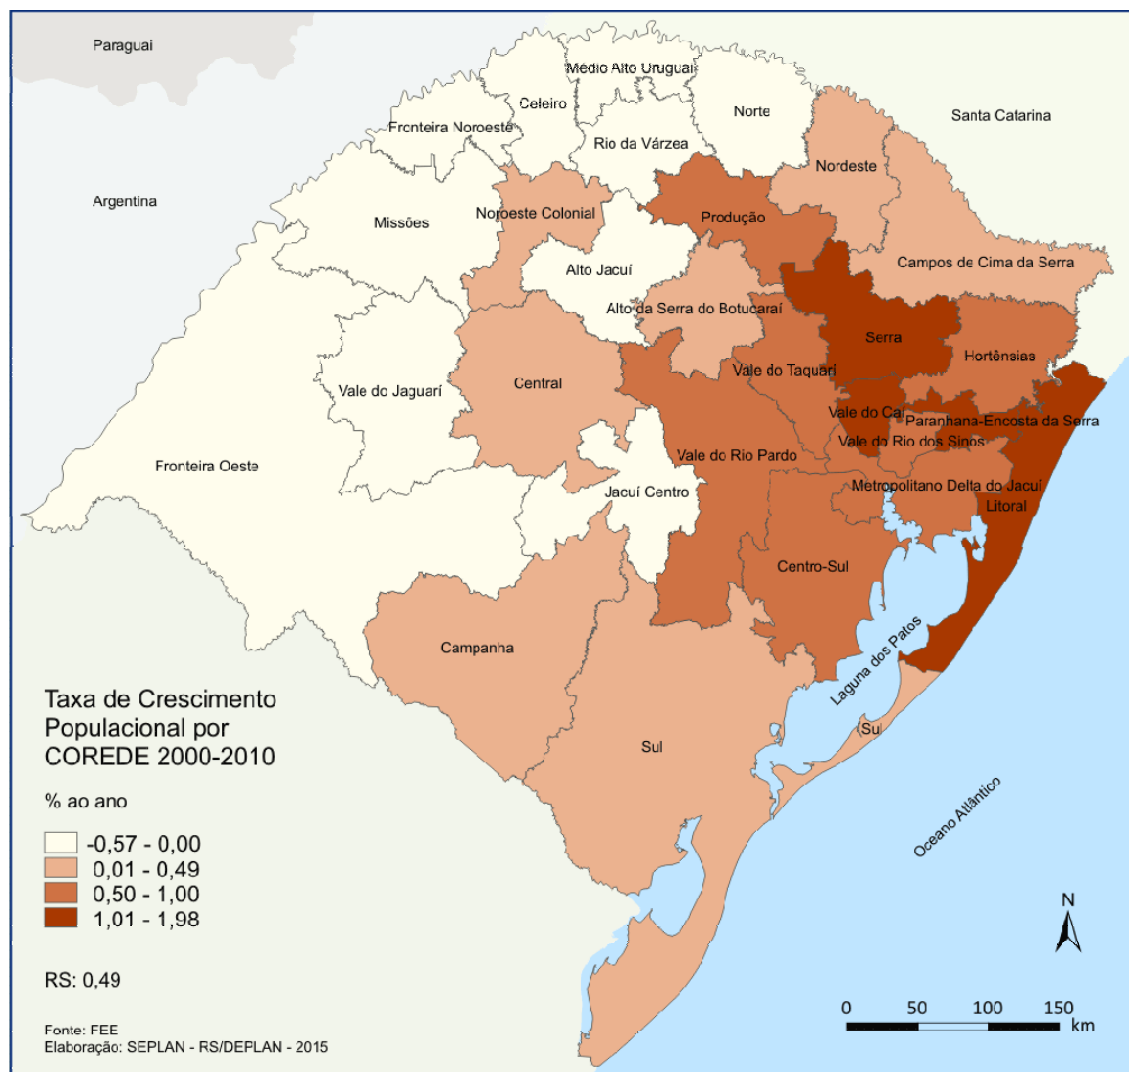 Paraguai
Médio Alto Uruguai
Celeiro
Norte
Santa Catarina
Fronteira Noroeste
Rio da Várzea
Nordeste
Argentina
Missões
Noroeste Colonial
Produção
Campos de Cima da Serra
Alto Jacuí
Alto da Serra do Botucaraí
Serra
Hortênsias
Vale do Jaguarí
Central
Vale do Taquarí
Vale do Caí
Paranhana-Encosta da Serra
Vale do Rio dos Sinos
Fronteira Oeste
Vale do Rio Pardo
Jacuí Centro
Metropolitano Delta do Jacuí
Litoral
Centro-Sul
Campanha
Laguna dos Patos
Sul
(Sul
Oceano Atlântico
Taxa de Crescimento
Populacional por
COREDE 2000-2010
% ao ano
-0,57 - 0,00
0,01 - 0,49
0,50 - 1,00
1,01 - 1,98
RS: 0,49
Fonte: FEE
Elaboração: SEPLAN - RS/DEPLAN - 2015
N
0 50 100 150
km